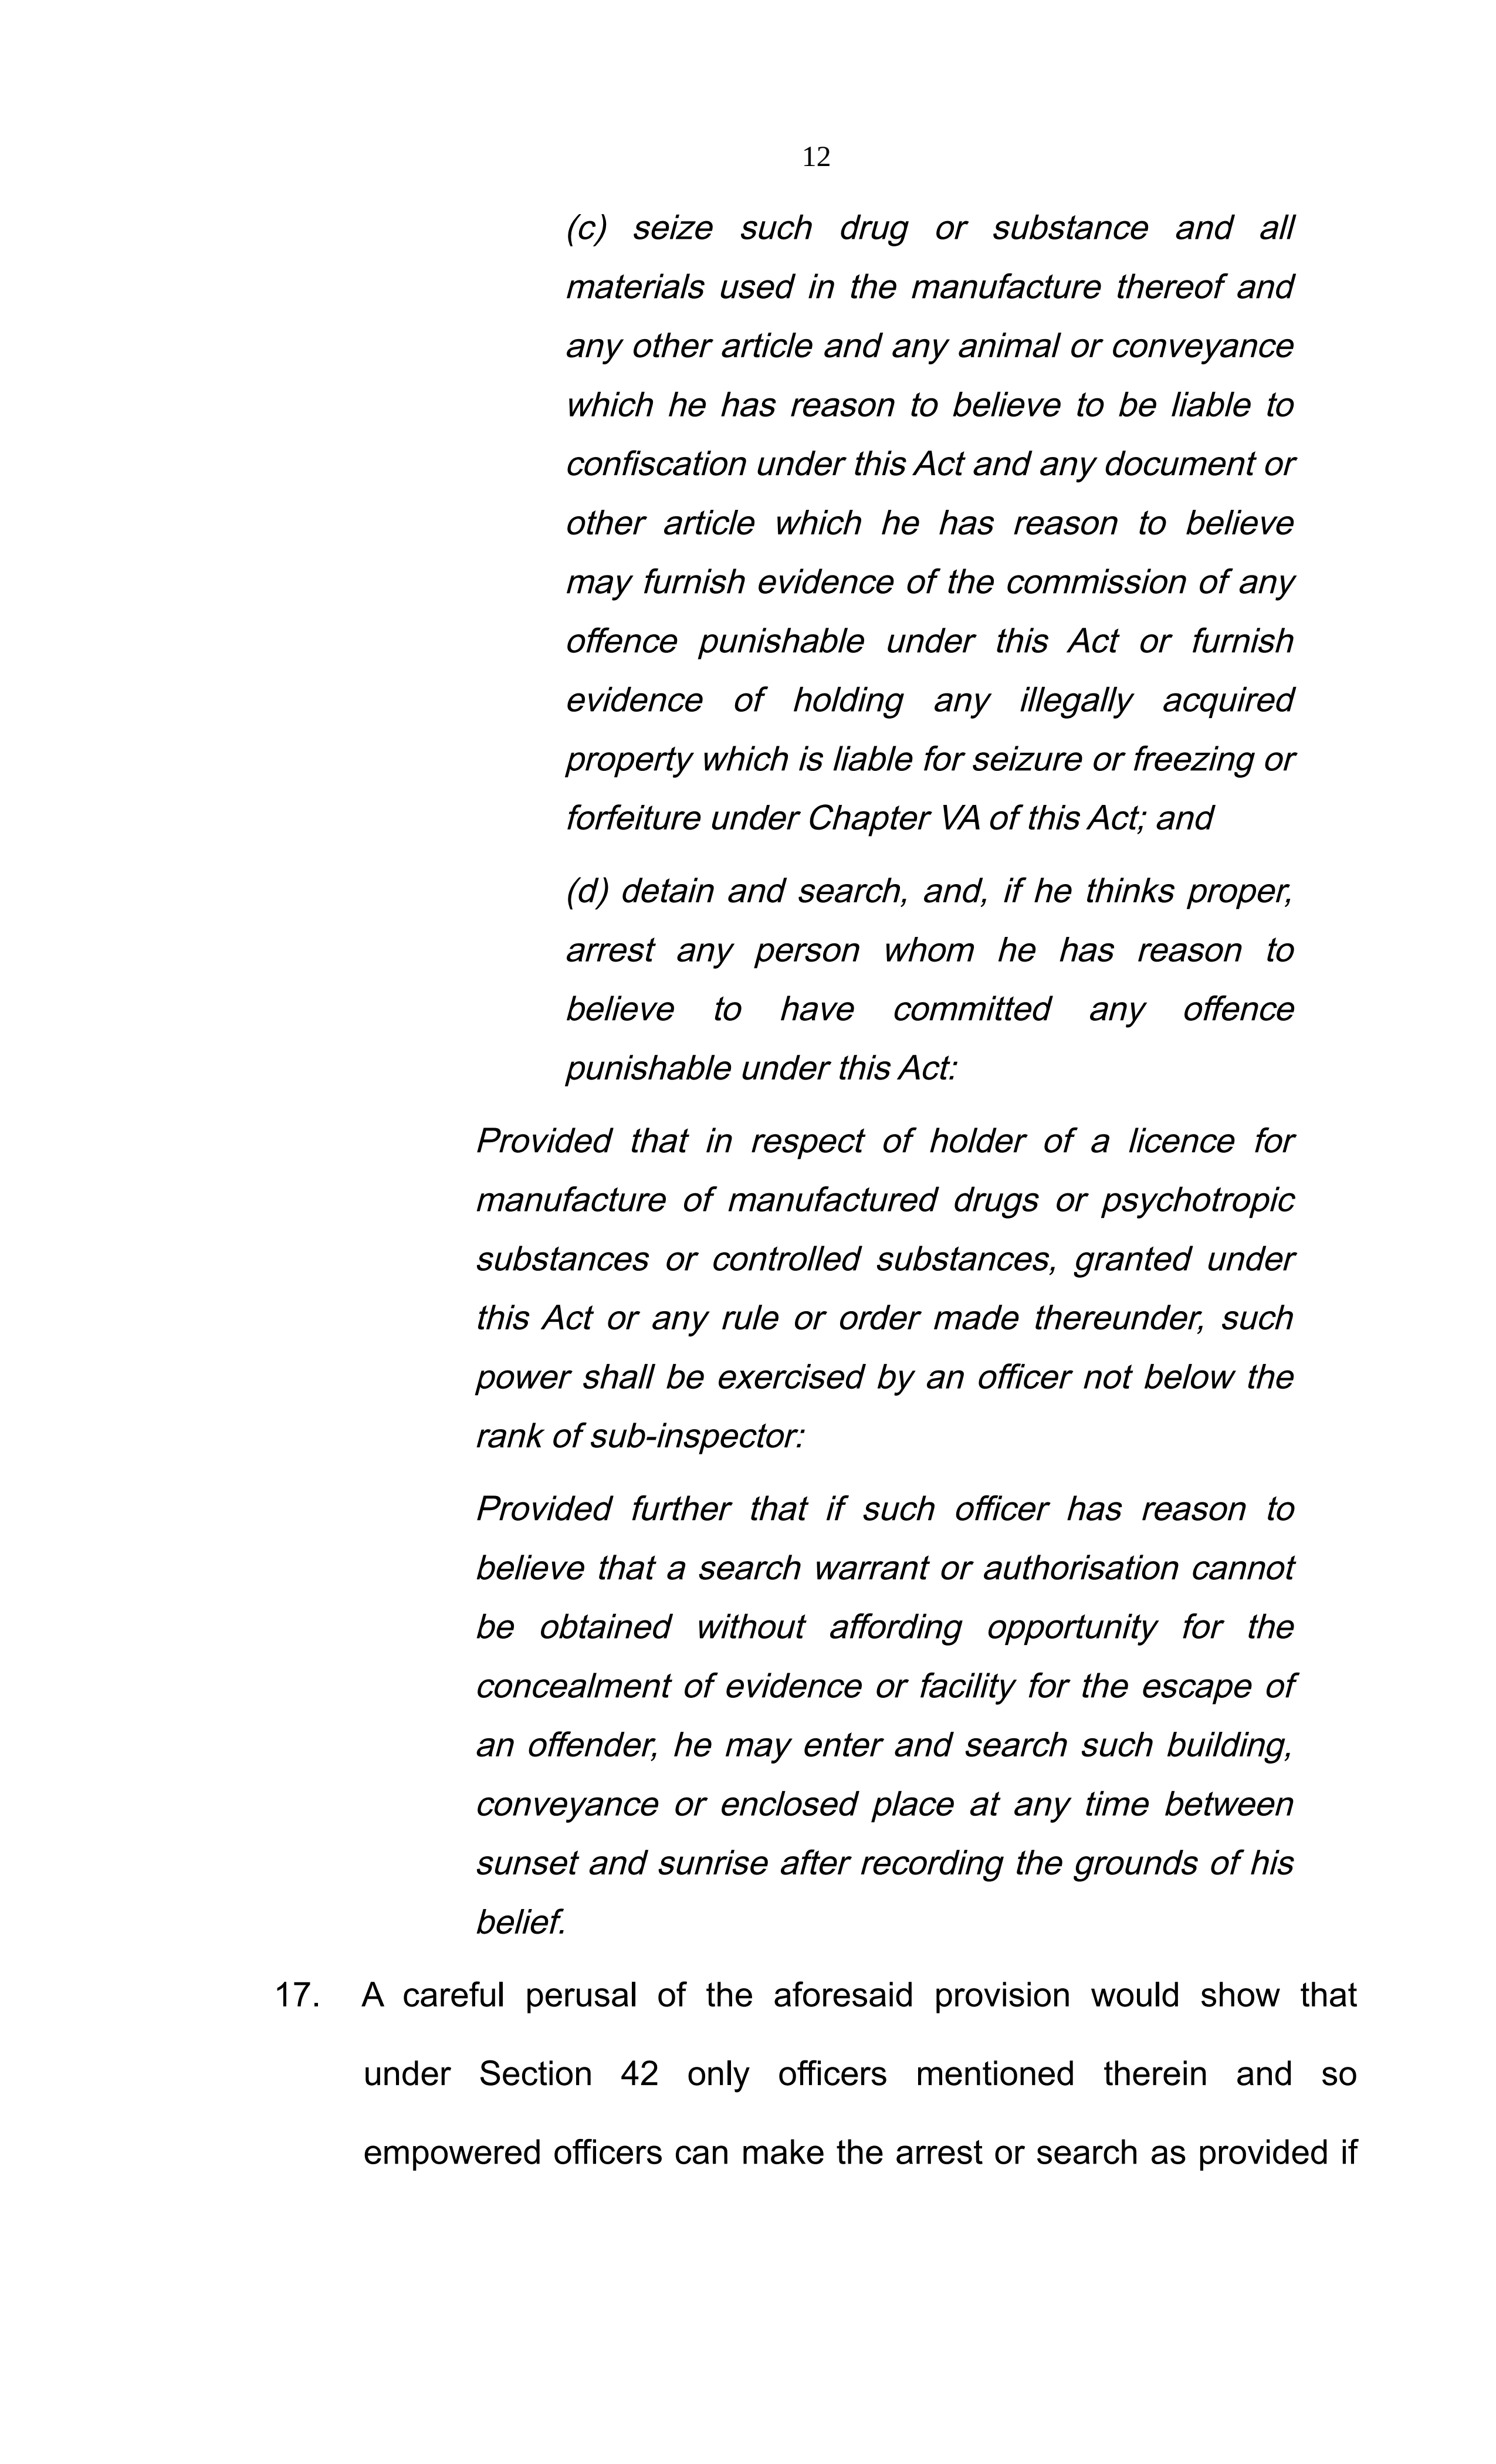 12
(c) seize such drug or substance and all
materials used in the manufacture thereof and
any other article and any animal or conveyance
which he has reason to believe to be liable to
confiscation under this Act and any document or
other article which he has reason to believe
may furnish evidence of the commission of any
offence punishable under this Act or furnish
evidence of holding any illegally acquired
property which is liable for seizure or freezing or
forfeiture under Chapter VA of this Act; and
(d) detain and search, and, if he thinks proper,
arrest any person whom he has reason to
believe to have committed any offence
punishable under this Act:
Provided that in respect of holder of a licence for
manufacture of manufactured drugs or psychotropic
substances or controlled substances, granted under
this Act or any rule or order made thereunder, such
power shall be exercised by an officer not below the
rank of sub-inspector:
Provided further that if such officer has reason to
believe that a search warrant or authorisation cannot
be obtained without affording opportunity for the
concealment of evidence or facility for the escape of
an offender, he may enter and search such building,
conveyance or enclosed place at any time between
sunset and sunrise after recording the grounds of his
belief.
17. A careful perusal of the aforesaid provision would show that
under Section 42 only officers mentioned therein and so
empowered officers can make the arrest or search as provided if